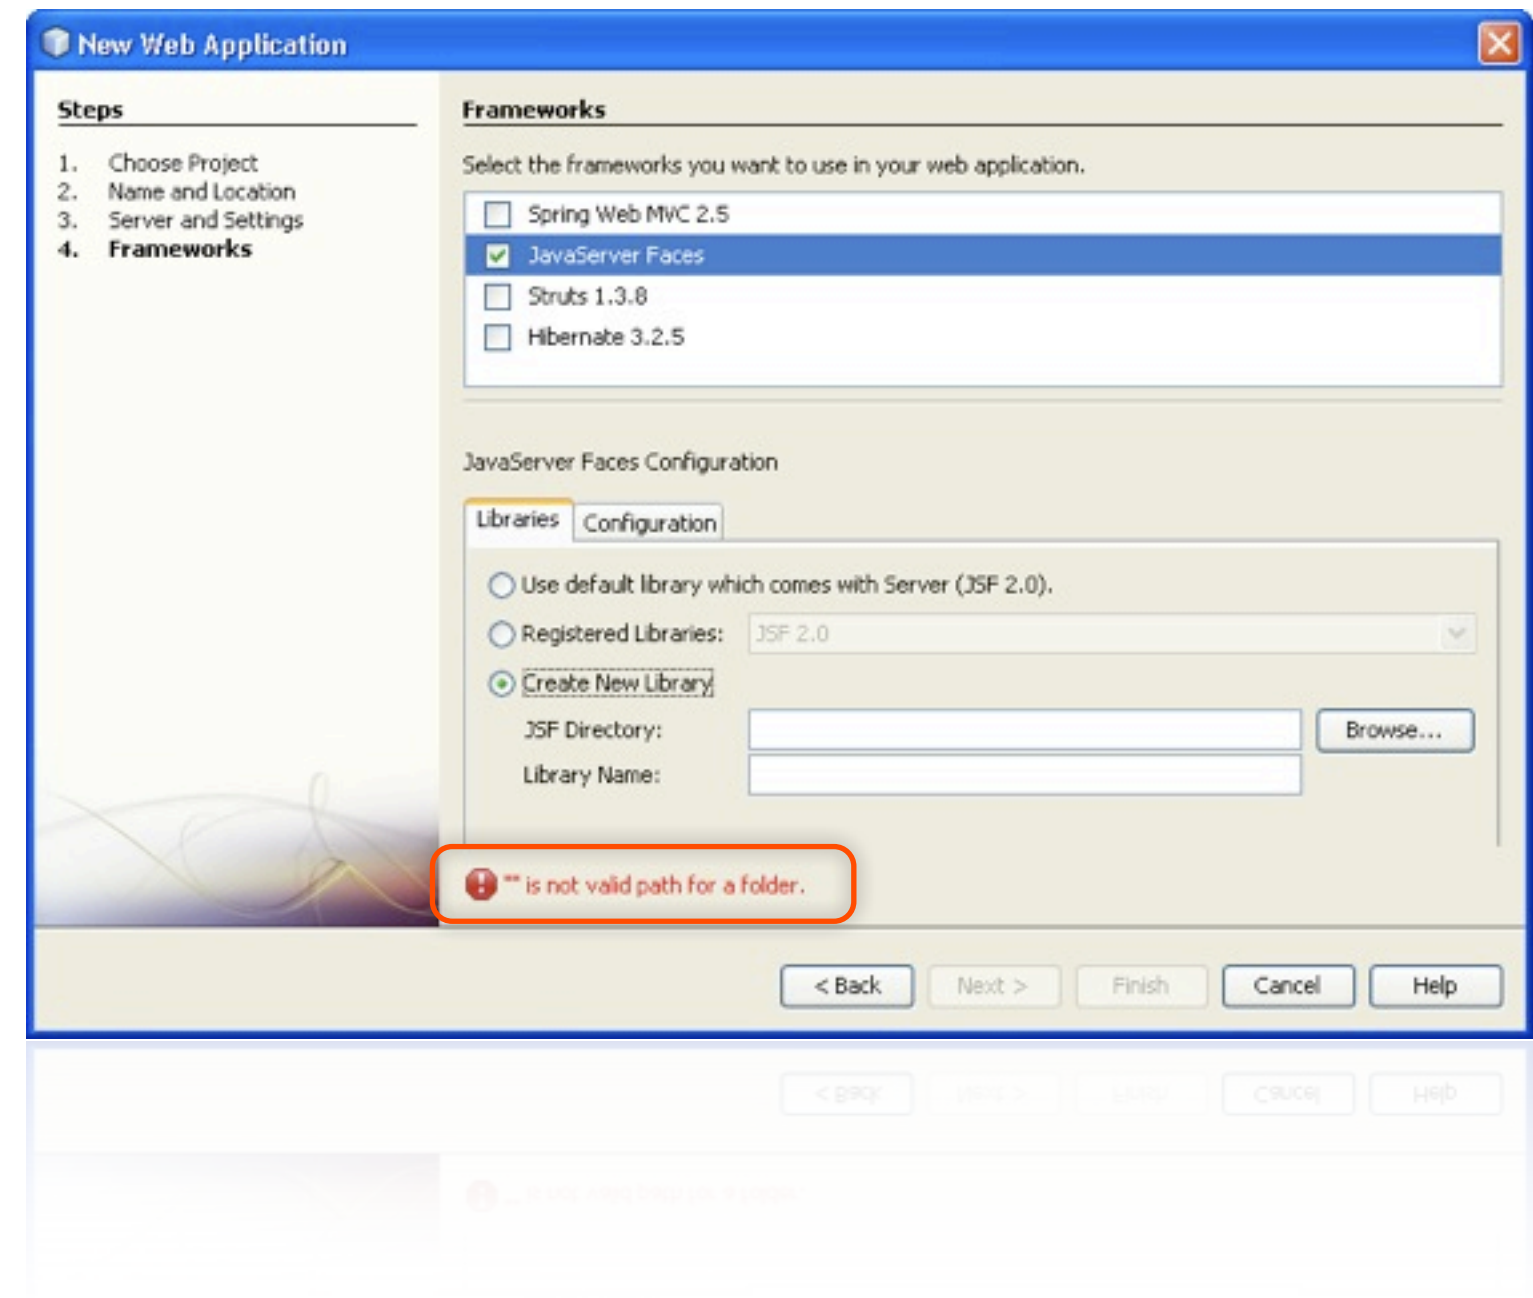 New Web Application
Steps
1. Choose Project
2. Name and Location
3. Server and Settings
4. Frameworks
Frameworks
Select the frameworks you want to use in your web application.
Spring Web MVC 2.5
JavaServer Faces
Struts 1.3.8
Hibernate 3.2.5
JavaServer Faces Configuration
Libraries Configuration
Use default library which comes with Server (JSF 2.0).
Registered Libraries: JSF 2.0
Create New Library
JSF Directory: Browse...
Library Name:
"" is not valid path for a folder.
< Back Next > Finish Cancel Help